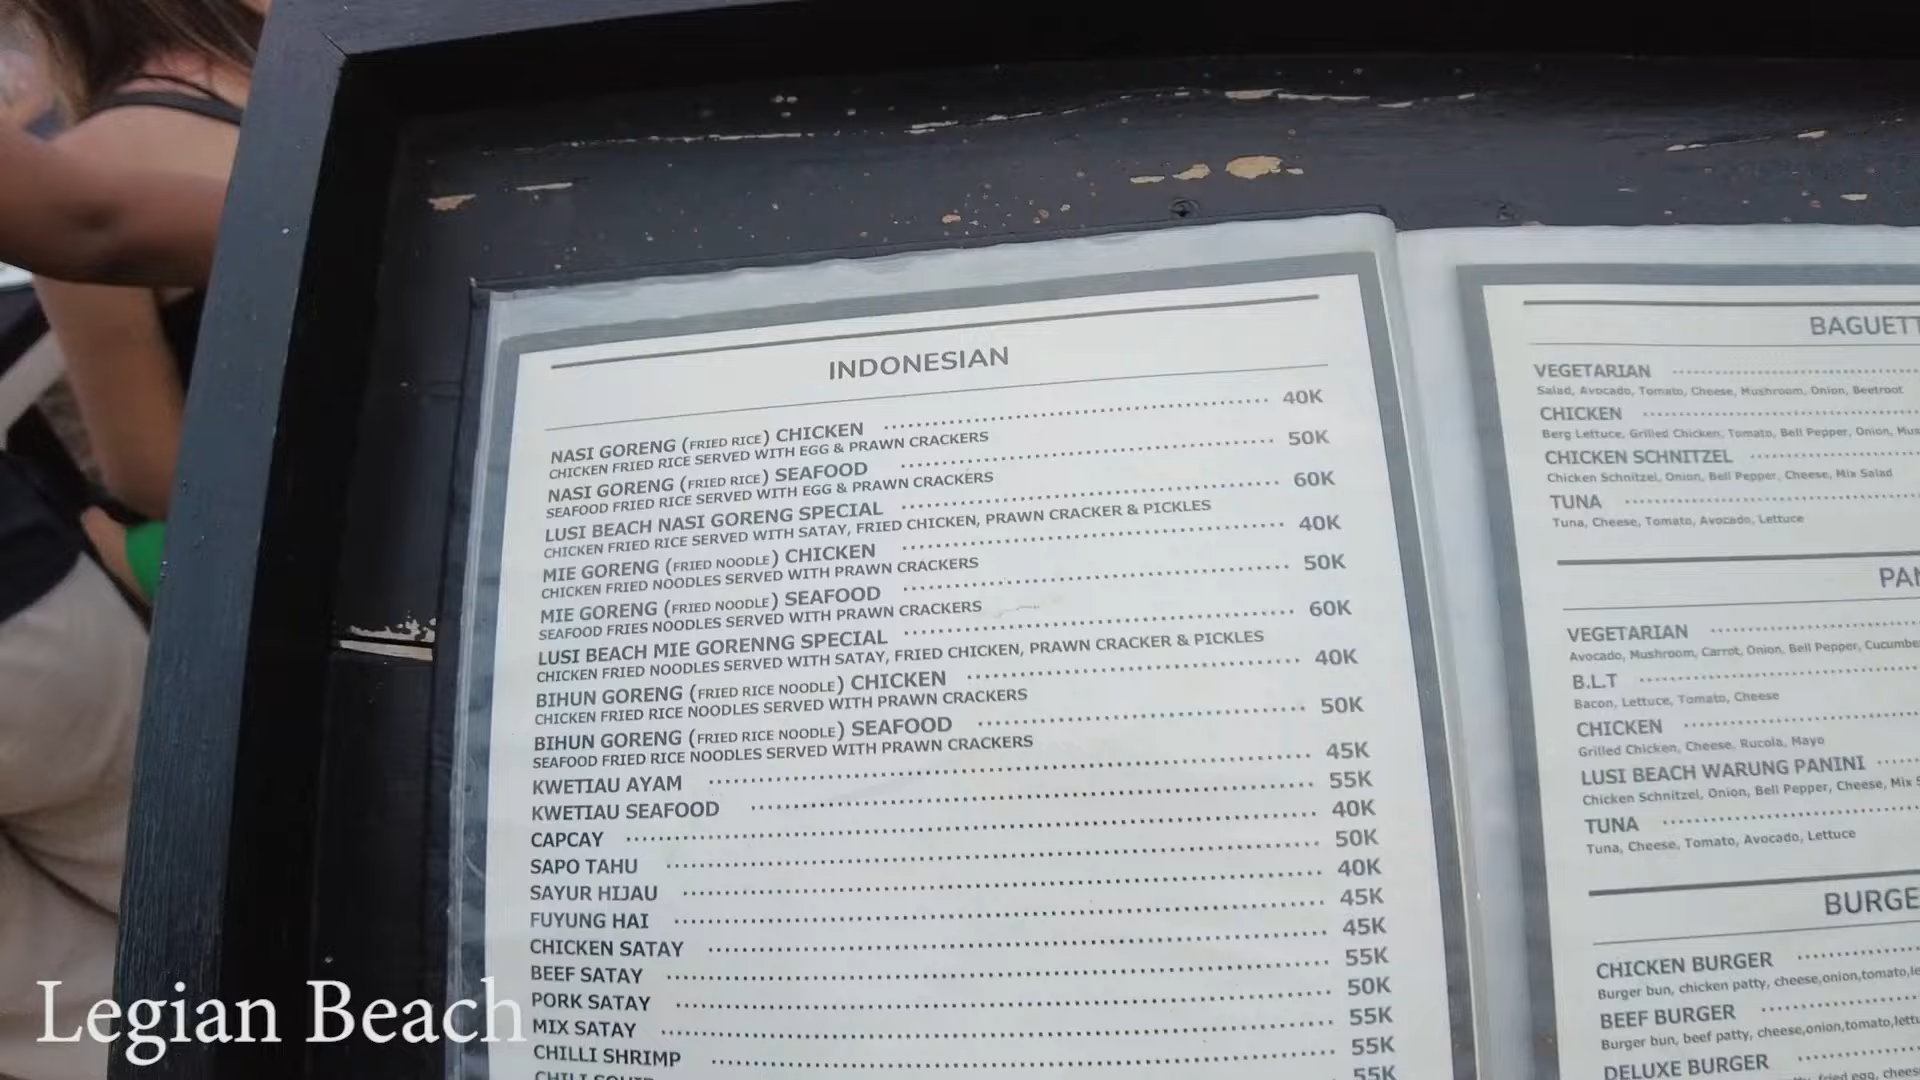 INDONESIAN
NASI GORENG (FRIED RICE) CHICKEN 40K
CHICKEN FRIED RICE SERVED WITH EGG & PRAWN CRACKERS
NASI GORENG (FRIED RICE) SEAFOOD 50K
SEAFOOD FRIED RICE SERVED WITH EGG & PRAWN CRACKERS
LUSI BEACH NASI GORENG SPECIAL 60K
CHICKEN FRIED RICE SERVED WITH SATAY, FRIED CHICKEN, PRAWN CRACKER & PICKLES
MIE GORENG (FRIED NOODLE) CHICKEN 40K
CHICKEN FRIED NOODLES SERVED WITH PRAWN CRACKERS
MIE GORENG (FRIED NOODLE) SEAFOOD 50K
SEAFOOD FRIES NOODLES SERVED WITH PRAWN CRACKERS
LUSI BEACH MIE GORENNG SPECIAL 60K
CHICKEN FRIED NOODLES SERVED WITH SATAY, FRIED CHICKEN, PRAWN CRACKER & PICKLES
BIHUN GORENG (FRIED RICE NOODLE) CHICKEN 40K
CHICKEN FRIED RICE NOODLES SERVED WITH PRAWN CRACKERS
BIHUN GORENG (FRIED RICE NOODLE) SEAFOOD 50K
SEAFOOD FRIED RICE NOODLES SERVED WITH PRAWN CRACKERS
KWETIAU AYAM 45K
KWETIAU SEAFOOD 55K
CAPCAY 40K
SAPO TAHU 50K
SAYUR HIJAU 40K
FUYUNG HAI 45K
CHICKEN SATAY 45K
BEEF SATAY 55K
PORK SATAY 50K
MIX SATAY 55K
CHILLI SHRIMP 55K
55K
BAGUETT
VEGETARIAN
Salad, Avocado, Tomato, Cheese, Mushroom, Onion, Beetroot
CHICKEN
Berg Lettuce, Grilled Chicken, Tomato, Bell Pepper, Onion, Mus
CHICKEN SCHNITZEL
Chicken Schnitzel, Onion, Bell Pepper, Cheese, Mix Salad
TUNA
Tuna, Cheese, Tomato, Avocado, Lettuce
PAN
VEGETARIAN
Avocado, Mushroom, Carrot, Onion, Bell Pepper, Cucumbe
B.L.T
Bacon, Lettuce, Tomato, Cheese
CHICKEN
Grilled Chicken, Cheese, Rucola, Mayo
LUSI BEACH WARUNG PANINI
Chicken Schnitzel, Onion, Bell Pepper, Cheese, Mix S
TUNA
Tuna, Cheese, Tomato, Avocado, Lettuce
BURGE
CHICKEN BURGER
Burger bun, chicken patty, cheese,onion,tomato,le
BEEF BURGER
Burger bun, beef patty, cheese,onion,tomato,lettu
DELUXE BURGER
fried egg, chees
Legian Beach